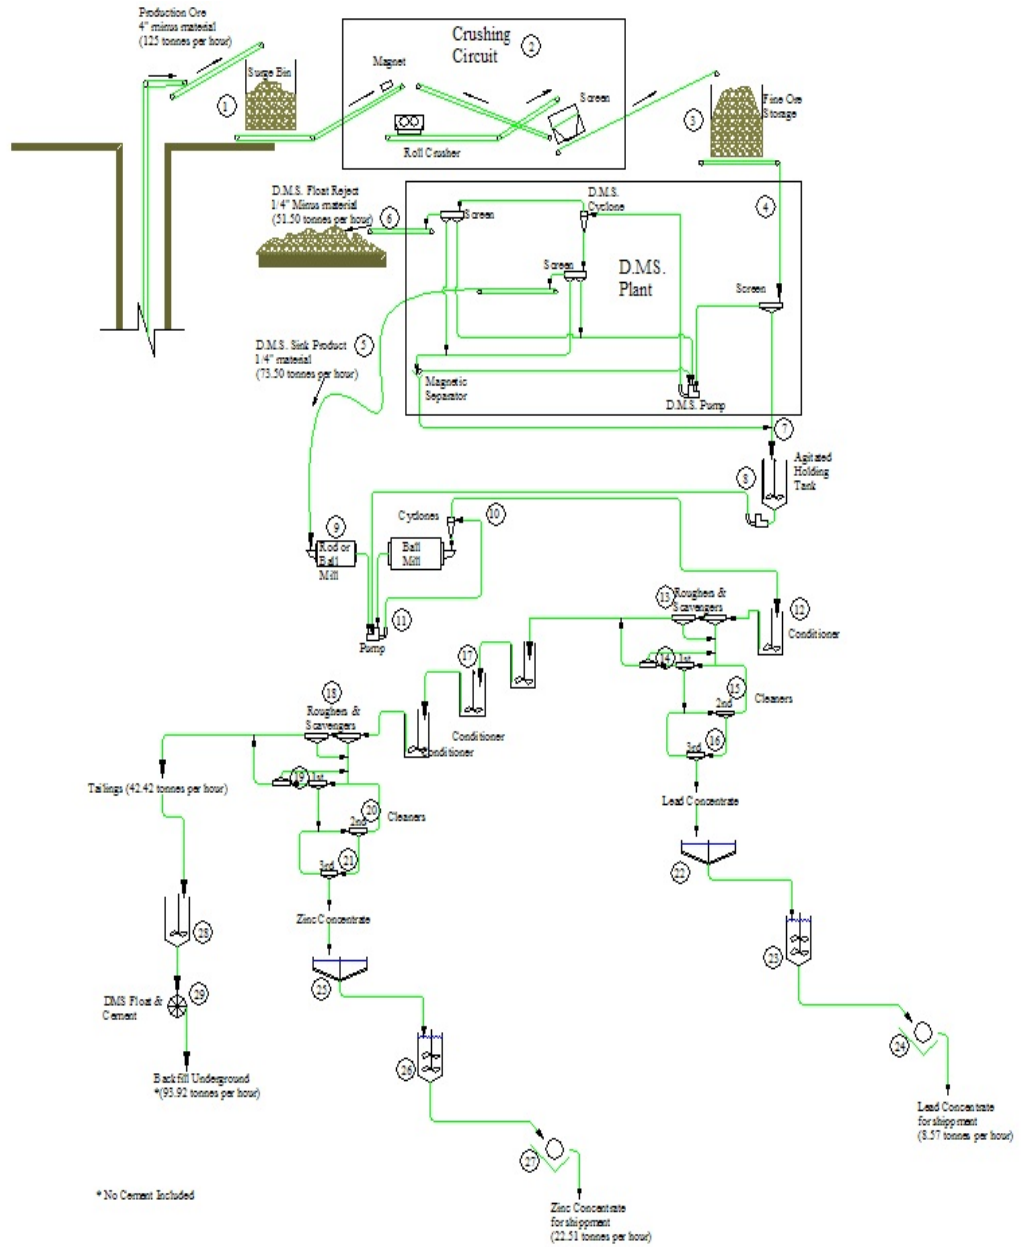 Production Ore
4" minus material
(125 tonnes per hour)
Surge Bin
1
Crushing
Circuit
2
Magnet
Screen
Roll Crusher
Fine Ore
Storage
3
D.M.S. Float Reject
1/4" Minus material
(51.50 tonnes per hour)
6
Screen
D.M.S.
Cyclone
4
Screen
D.M.S.
Plant
Screen
D.M.S. Sink Product
1/4" material
(73.50 tonnes per hour)
5
Magnetic
Separator
D.M.S. Pump
7
Agitated
Holding
Tank
8
9
Rod or
Ball
Mill
Cyclones
10
Ball
Mill
11
Pump
13
Roughers &
Scavengers
12
Conditioner
14
1st
15
Cleaners
2nd
16
3rd
17
Conditioner
Conditioner
18
Roughers &
Scavengers
Tailings (42.42 tonnes per hour)
19
1st
20
Cleaners
2nd
21
3rd
Lead Concentrate
22
Zinc Concentrate
23
28
25
29
DMS Float &
Cement
24
26
Backfill Underground
*(93.92 tonnes per hour)
Lead Concentrate
for shippment
(8.57 tonnes per hour)
27
* No Cement Included
Zinc Concentrate
for shippment
(22.51 tonnes per hour)